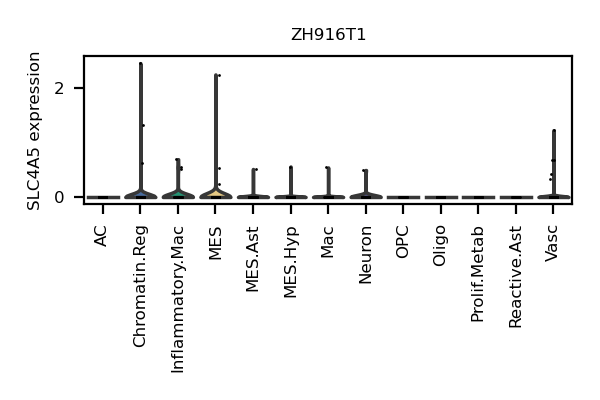 ZH916T1
SLC4A5 expression
2
0
AC
Chromatin.Reg
Inflammatory.Mac
MES
MES.Ast
MES.Hyp
Mac
Neuron
OPC
Oligo
Prolif.Metab
Reactive.Ast
Vasc